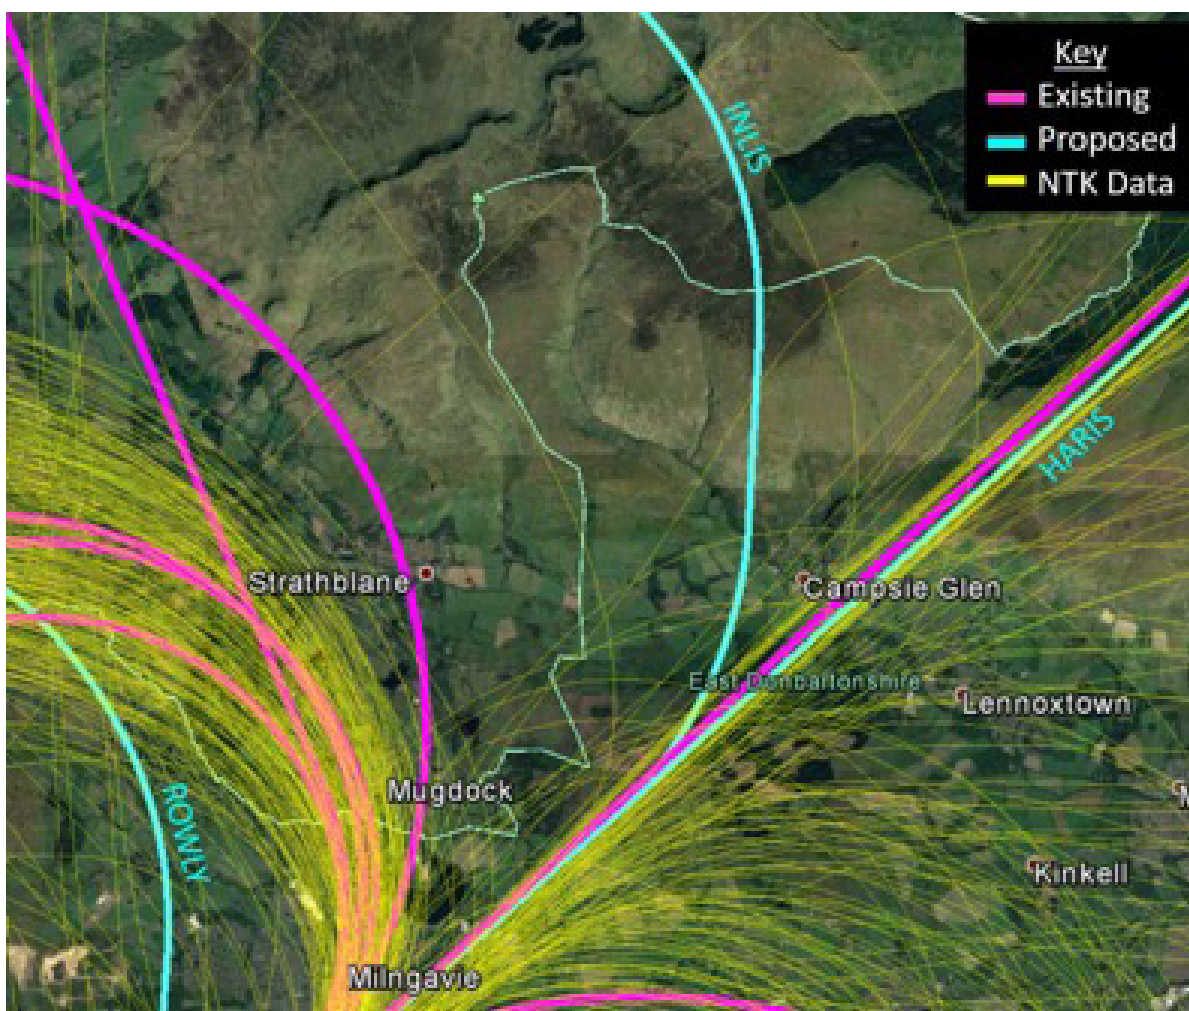 Key
Existing
Proposed
NTK Data
INLIS
HARIS
Strathblane
Campsie Glen
East Dunbartonshire
Lennoxtown
Mugdock
ROWLY
Kinkell
Milngavie